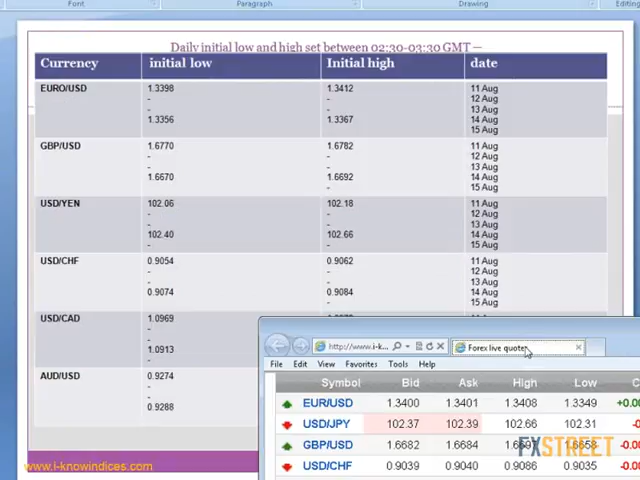 Font Paragraph Drawing Editing
Daily initial low and high set between 02:30-03:30 GMT —
Currency initial low Initial high date
EURO/USD 1.3398 1.3412 11 Aug
- - 12 Aug
- - 13 Aug
1.3356 1.3367 14 Aug
15 Aug
GBP/USD 1.6770 1.6782 11 Aug
- - 12 Aug
- - 13 Aug
1.6670 1.6692 14 Aug
15 Aug
USD/YEN 102.06 102.18 11 Aug
- - 12 Aug
- - 13 Aug
102.40 102.66 14 Aug
15 Aug
USD/CHF 0.9054 0.9062 11 Aug
- - 12 Aug
- - 13 Aug
0.9074 0.9084 14 Aug
15 Aug
USD/CAD 1.0969
-
-
1.0913
AUD/USD 0.9274
-
-
0.9288
http://www.i-k... Forex live quotes
File Edit View Favorites Tools Help
Symbol Bid Ask High Low
EUR/USD 1.3400 1.3401 1.3408 1.3349 +0.00
USD/JPY 102.37 102.39 102.66 102.31 -0
GBP/USD 1.6682 1.6684 1.6658
USD/CHF 0.9039 0.9040 0.9086 0.9035 -0.0
FXSTREET
www.i-knowindices.com